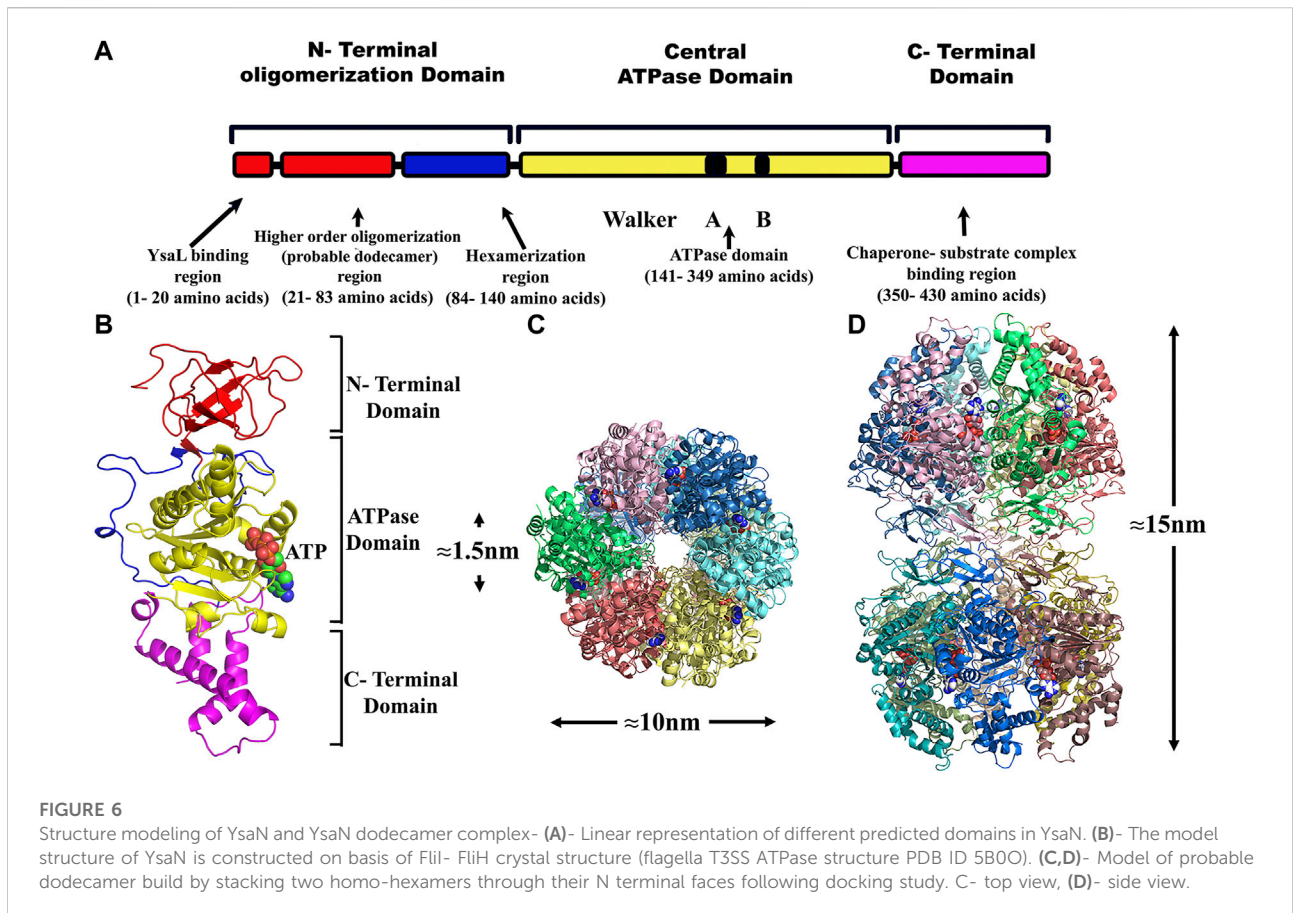 A
N- Terminal
oligomerization Domain
Central
ATPase Domain
C- Terminal
Domain
Walker A B
YsaL binding
region
(1- 20 amino acids)
Higher order oligomerization
(probable dodecamer)
region
(21- 83 amino acids)
Hexamerization
region
(84- 140 amino acids)
ATPase domain
(141- 349 amino acids)
Chaperone- substrate complex
binding region
(350- 430 amino acids)
B
N- Terminal
Domain
ATP
ATPase
Domain
C- Terminal
Domain
C
≈1.5nm
≈10nm
D
≈15nm
FIGURE 6
Structure modeling of YsaN and YsaN dodecamer complex- (A)- Linear representation of different predicted domains in YsaN. (B)- The model
structure of YsaN is constructed on basis of FliI- FliH crystal structure (flagella T3SS ATPase structure PDB ID 5B0O). (C,D)- Model of probable
dodecamer build by stacking two homo-hexamers through their N terminal faces following docking study. C- top view, (D)- side view.